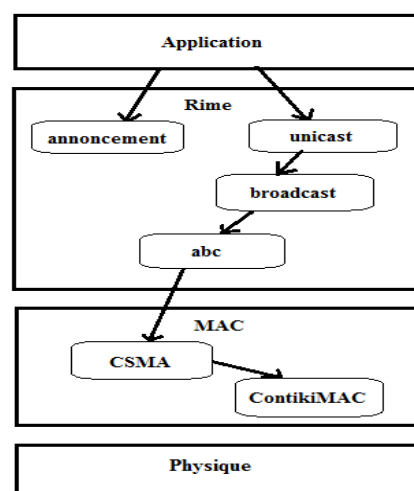 Application
Rime
annoncement
unicast
broadcast
abc
MAC
CSMA
ContikiMAC
Physique